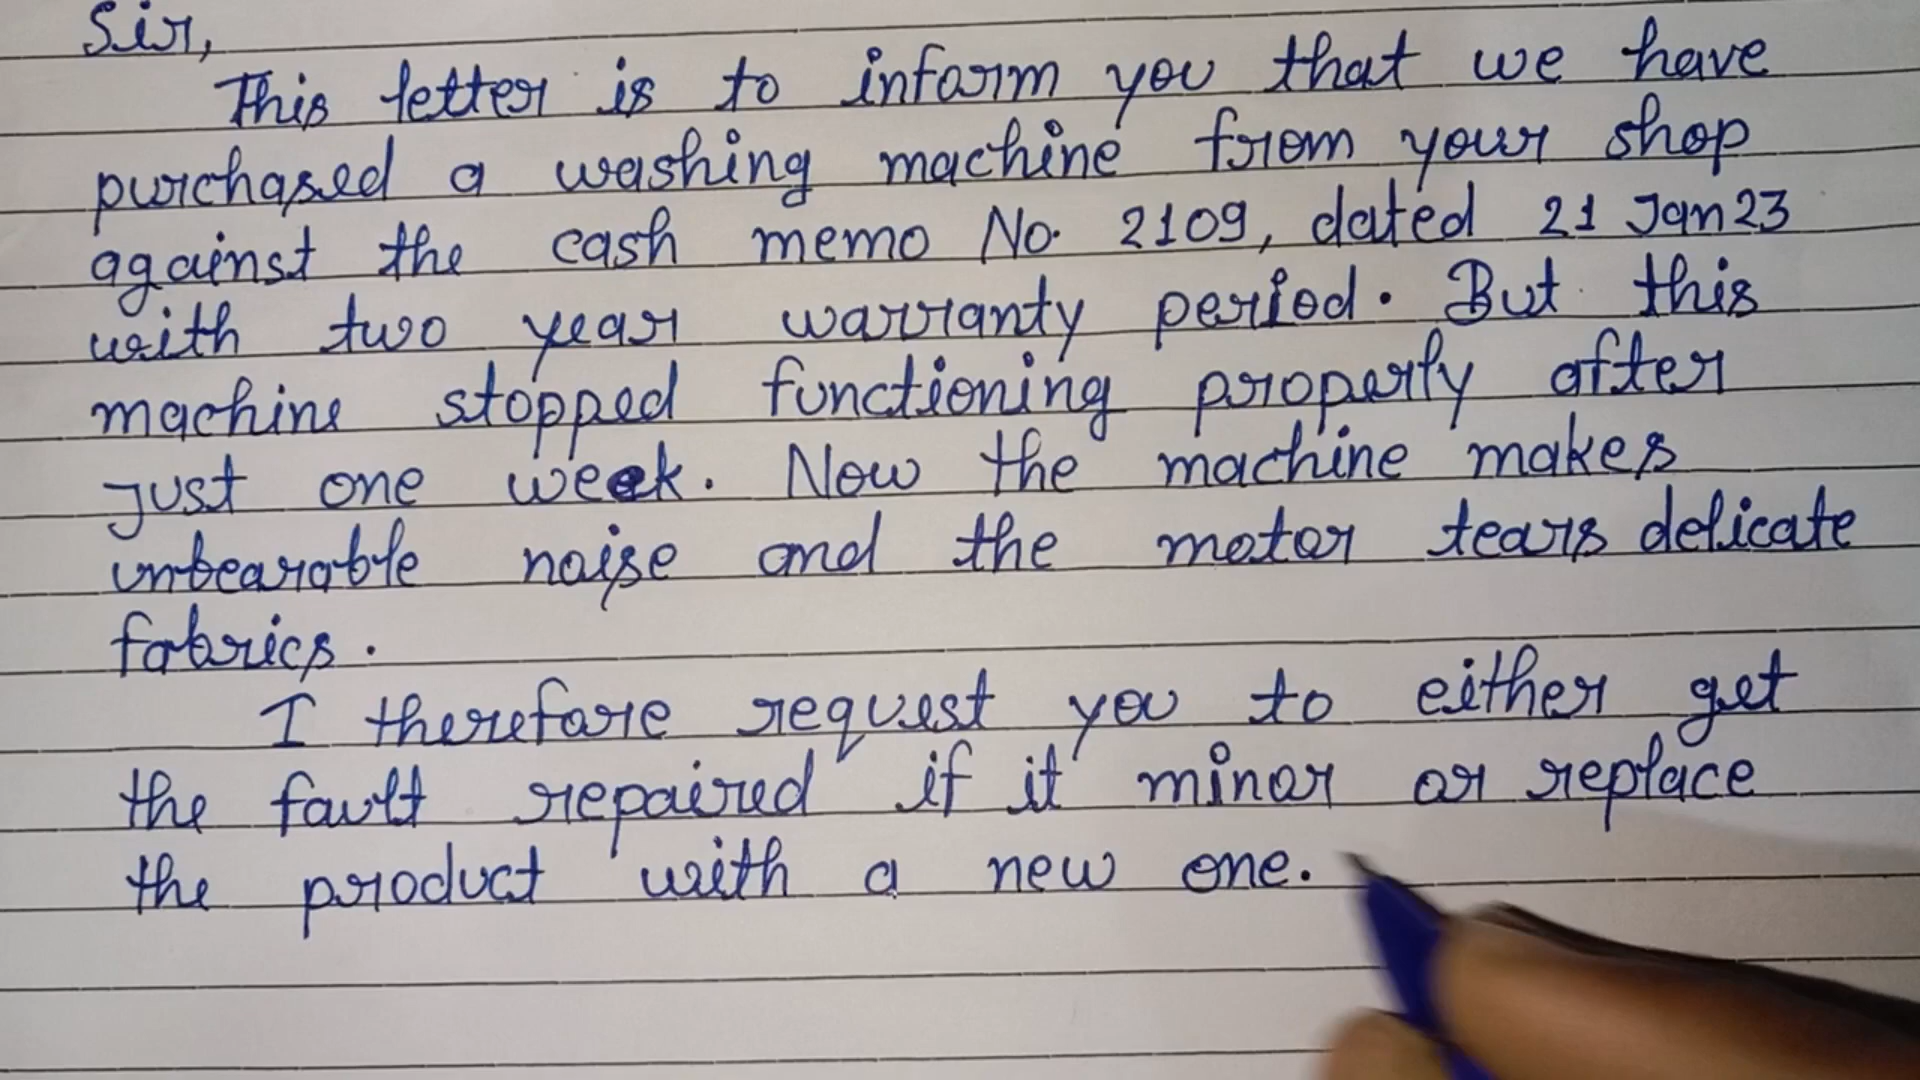 Sir,
This letter is to inform you that we have
purchased a washing machine from your shop
against the cash memo No. 2109, dated 21 Jan 23
with two year warranty period. But this
machine stopped functioning properly after
just one week. Now the machine makes
unbearable noise and the motor tears delicate
fabrics.
I therefore request you to either get
the fault repaired if it minor or replace
the product with a new one.